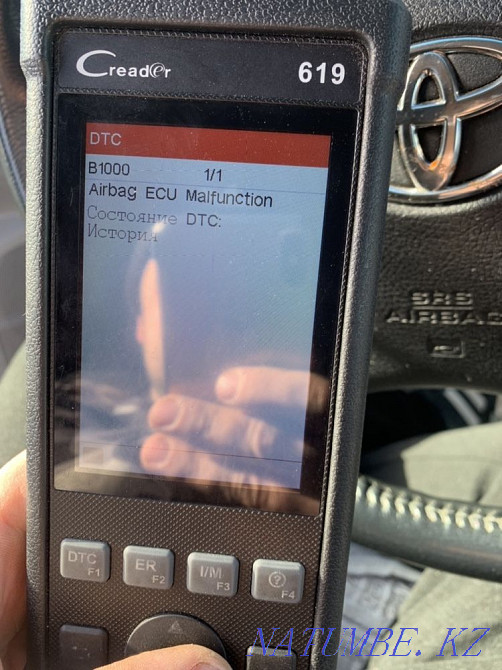 Creader 619
DTC
B1000 1/1
Airbag ECU Malfunction
Состояние DTC:
История
SRS
AIRBAG
DTC F1
ER F2
I/M F3
? F4
NATUMBE.KZ